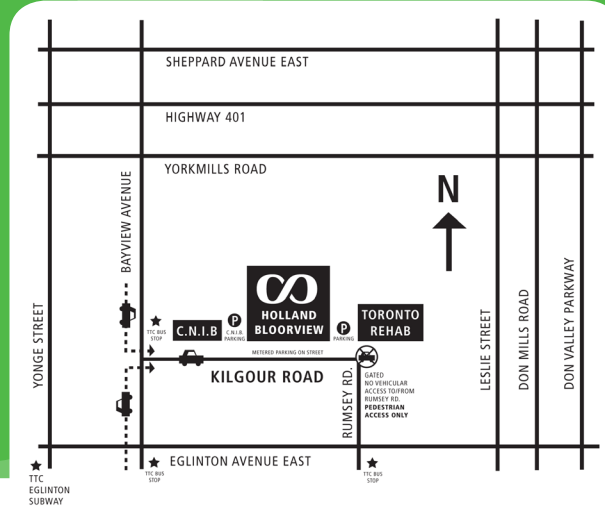 SHEPPARD AVENUE EAST
HIGHWAY 401
YORKMILLS ROAD
N
BAYVIEW AVENUE
YONGE STREET
LESLIE STREET
DON MILLS ROAD
DON VALLEY PARKWAY
TTC BUS
STOP
C.N.I.B
P
C.N.I.B.
PARKING
HOLLAND
BLOORVIEW
P
PARKING
TORONTO
REHAB
METERED PARKING ON STREET
KILGOUR ROAD
RUMSEY RD.
GATED
NO VEHICULAR
ACCESS TO/FROM
RUMSEY RD.
PEDESTRIAN
ACCESS ONLY
EGLINTON AVENUE EAST
TTC
EGLINTON
SUBWAY
TTC BUS
STOP
TTC BUS
STOP